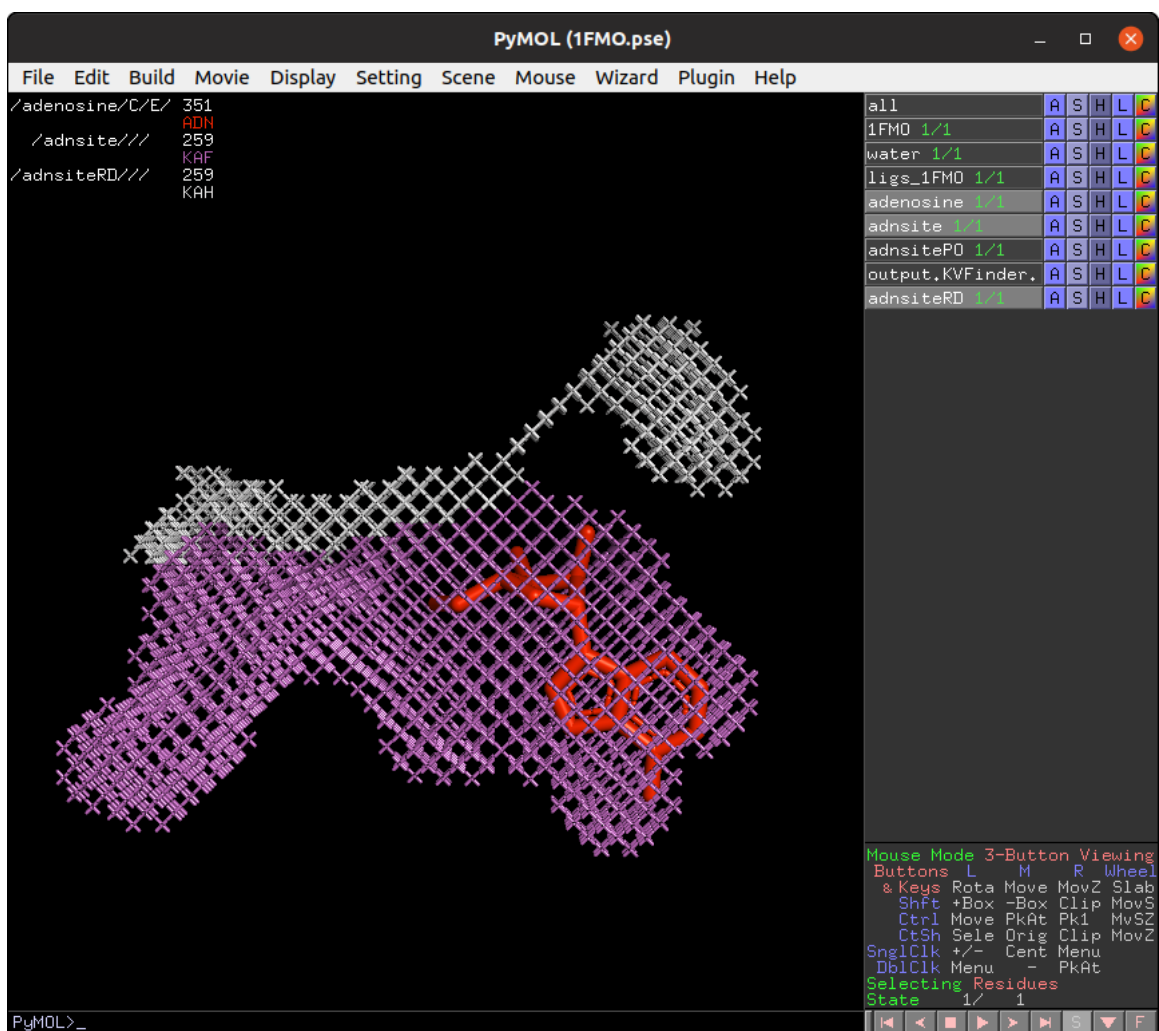 PyMOL (1FMO.pse)
File Edit Build Movie Display Setting Scene Mouse Wizard Plugin Help
/adenosine/C/E/ 351
ADN
/adnsite/// 259
KAF
/adnsiteRD/// 259
KAH
all A S H L C
1FMO 1/1 A S H L C
water 1/1 A S H L C
ligs_1FMO 1/1 A S H L C
adenosine 1/1 A S H L C
adnsite 1/1 A S H L C
adnsitePO 1/1 A S H L C
output.KVFinder. A S H L C
adnsiteRD 1/1 A S H L C
Mouse Mode 3-Button Viewing
Buttons L M R Wheel
& Keys Rota Move MovZ Slab
Shft +Box -Box Clip MovS
Ctrl Move PkAt Pk1 MvSZ
CtSh Sele Orig Clip MovZ
SnglClk +/- Cent Menu
DblClk Menu - PkAt
Selecting Residues
State 1/ 1
PyMOL>_
S F